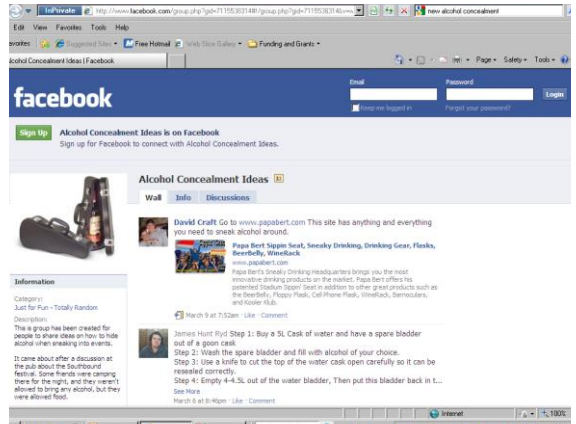 InPrivate http://www.facebook.com/group.php?gid=71155383148
new alcohol concealment
Edit View Favorites Tools Help
Suggested Sites Free Hotmail Web Slice Gallery Funding and Grants
Alcohol Concealment Ideas | Facebook
Page Safety Tools
facebook
Email Password
Login
Keep me logged in Forgot your password?
Sign Up Alcohol Concealment Ideas is on Facebook
Sign up for Facebook to connect with Alcohol Concealment Ideas.
Alcohol Concealment Ideas
Wall Info Discussions
David Craft Go to www.papabert.com This site has anything and everything
you need to sneak alcohol around.
Papa Bert Sippin Seat, Sneaky Drinking, Drinking Gear, Flasks,
BeerBelly, WineRack
www.papabert.com
Papa Bert's Sneaky Drinking Headquarters brings you the most
innovative drinking products on the market. Papa Bert offers his
patented Stadium Sippin' Seat in addition to other great products such as
the BeerBelly, Floppy Flask, Cell Phone Flask, WineRack, Barnoculars,
and Kooler Klub.
March 9 at 7:52am · Like · Comment
James Hunt Ryd Step 1: Buy a 5L Cask of water and have a spare bladder
out of a goon cask
Step 2: Wash the spare bladder and fill with alcohol of your choice.
Step 3: Use a knife to cut the top of the water cask open carefully so it can be
resealed correctly.
Step 4: Empty 4-4.5L out of the water bladder, Then put this bladder back in t...
See More
March 6 at 8:46pm · Like · Comment
Information
Category:
Just for Fun - Totally Random
Description:
This is a group has been created for
people to share ideas on how to hide
alcohol when sneaking into events.
It came about after a discussion at
the pub about the Southbound
festival. Some friends were camping
there for the night, and they weren't
allowed to bring any alcohol, but they
were allowed food.
Internet 100%